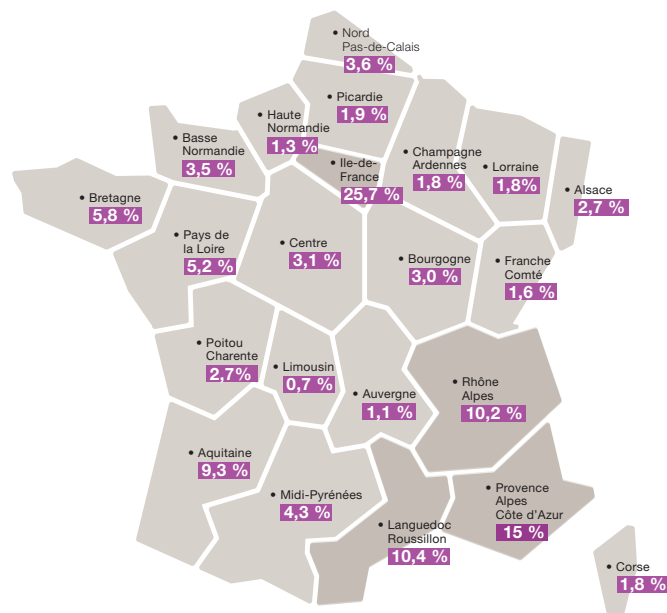 • Nord
Pas-de-Calais
3,6 %
• Picardie
1,9 %
• Haute
Normandie
1,3 %
• Basse
Normandie
3,5 %
• Ile-de-
France
25,7 %
• Champagne
Ardennes
1,8 %
• Lorraine
1,8%
• Alsace
2,7 %
• Bretagne
5,8 %
• Pays de
la Loire
5,2 %
• Centre
3,1 %
• Bourgogne
3,0 %
• Franche
Comté
1,6 %
• Poitou
Charente
2,7%
• Limousin
0,7 %
• Auvergne
1,1 %
• Rhône
Alpes
10,2 %
• Aquitaine
9,3 %
• Midi-Pyrénées
4,3 %
• Languedoc
Roussillon
10,4 %
• Provence
Alpes
Côte d’Azur
15 %
• Corse
1,8 %